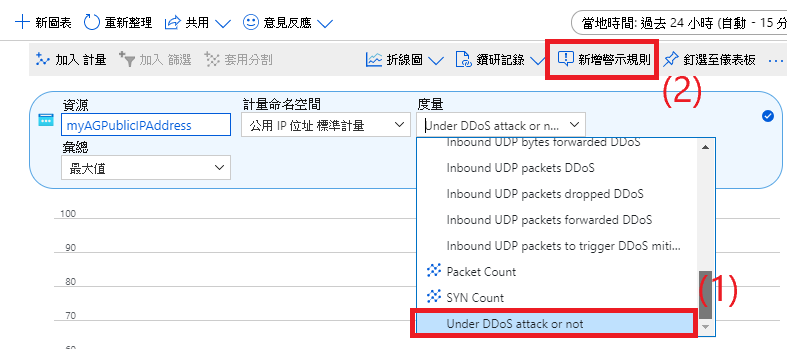 新圖表 重新整理 共用 意見反應 當地時間: 過去 24 小時 (自動 - 15 分
加入 計量 加入 篩選 套用分割 折線圖 鑽研記錄 新增警示規則 釘選至儀表板 ...
(2)
資源 計量命名空間 度量
myAGPublicIPAddress 公用 IP 位址 標準計量 Under DDoS attack or n...
彙總
最大值
Inbound UDP bytes forwarded DDoS
Inbound UDP packets DDoS
Inbound UDP packets dropped DDoS
Inbound UDP packets forwarded DDoS
Inbound UDP packets to trigger DDoS miti...
Packet Count
SYN Count
(1)
Under DDoS attack or not
100
90
80
70
60